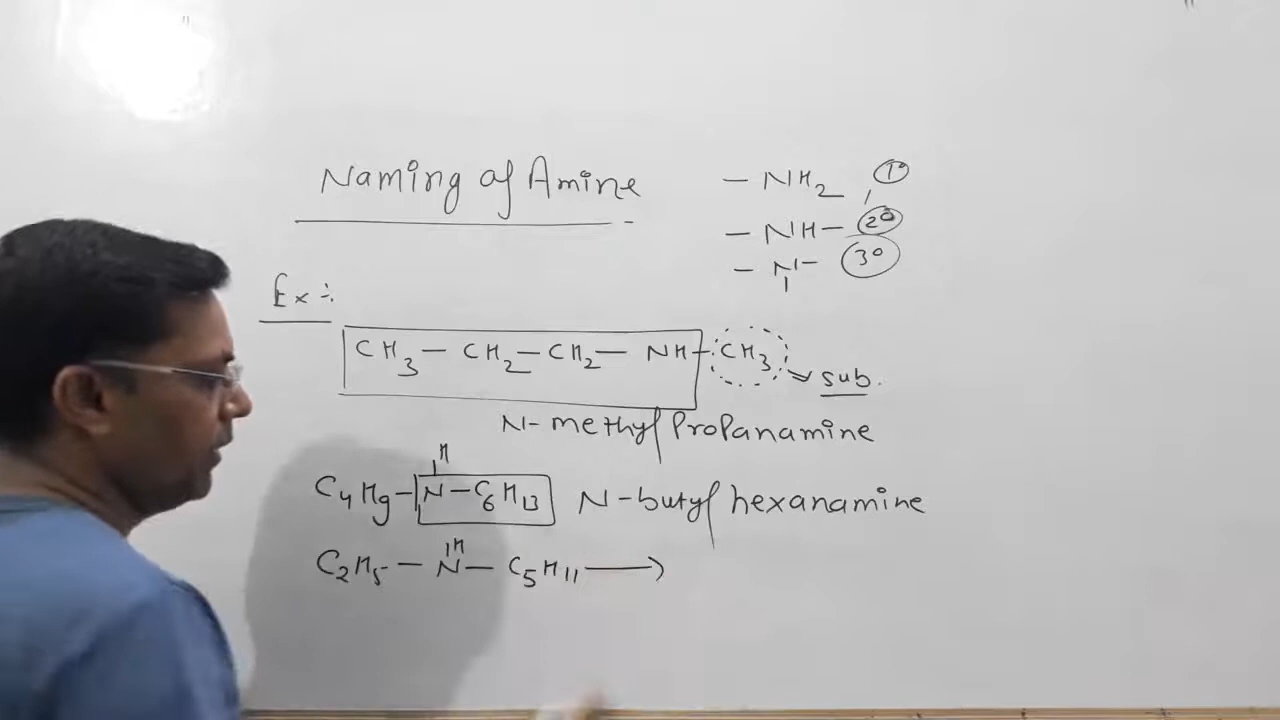 Naming of Amine
– NH2 1°
– NH – 2°
– N – 3°
Ex :-
CH3 – CH2 – CH2 – NH – CH3
sub.
N-methyl Propanamine
H
C4H9 – N – C6H13 N-butyl hexanamine
H
C2H5 – N – C5H11 ⟶